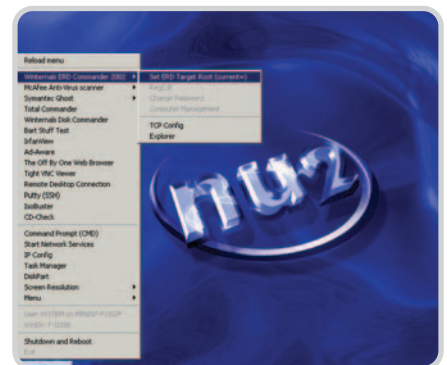 Reload menu
Winternals ERD Commander 2002
McAfee Anti-Virus scanner
Symantec Ghost
Total Commander
Winternals Disk Commander
Bart Stuff Test
IrfanView
Ad-Aware
The Off By One Web Browser
Tight VNC Viewer
Remote Desktop Connection
Putty (SSH)
IsoBuster
CD-Check
Command Prompt (CMD)
Start Network Services
IP Config
Task Manager
DiskPart
Screen Resolution
Menu
Shutdown and Reboot
Exit
Set ERD Target Root (current=)
RegEdit
Change Password
Computer Management
TCP Config
Explorer
nu2